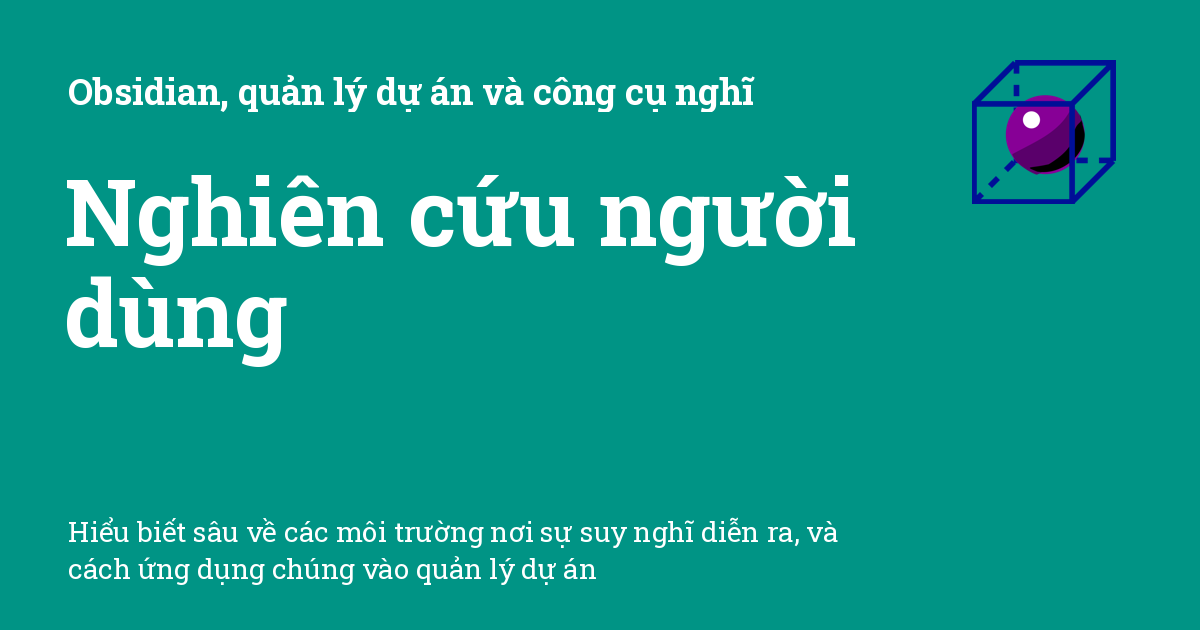 Obsidian, quản lý dự án và công cụ nghĩ
Nghiên cứu người
dùng
Hiểu biết sâu về các môi trường nơi sự suy nghĩ diễn ra, và
cách ứng dụng chúng vào quản lý dự án